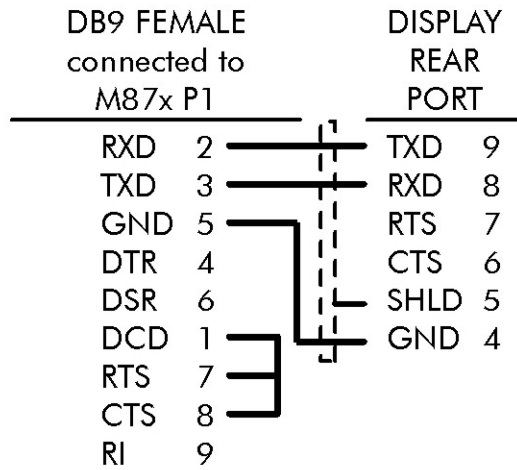 DB9 FEMALE DISPLAY
connected to REAR
M87x P1 PORT
RXD 2 TXD 9
TXD 3 RXD 8
GND 5 RTS 7
DTR 4 CTS 6
DSR 6 SHLD 5
DCD 1 GND 4
RTS 7
CTS 8
RI 9